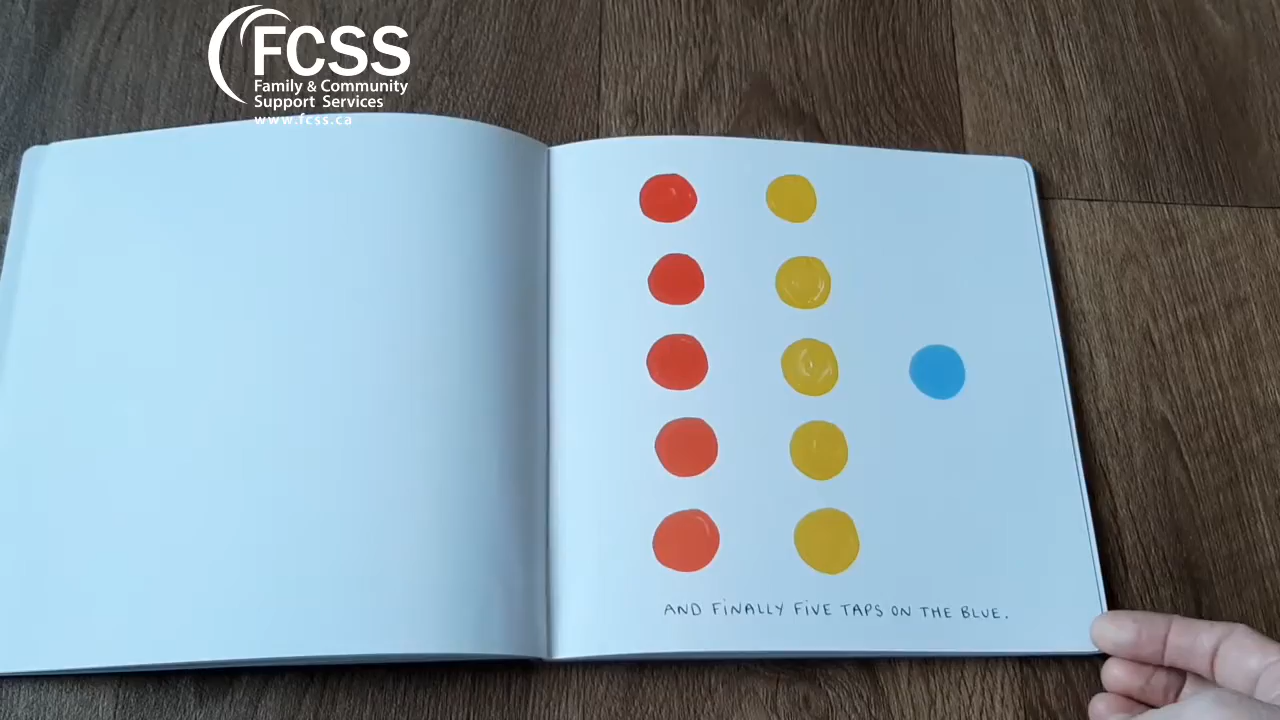 FCSS
Family & Community
Support Services
www.fcss.ca
AND FINALLY FIVE TAPS ON THE BLUE.